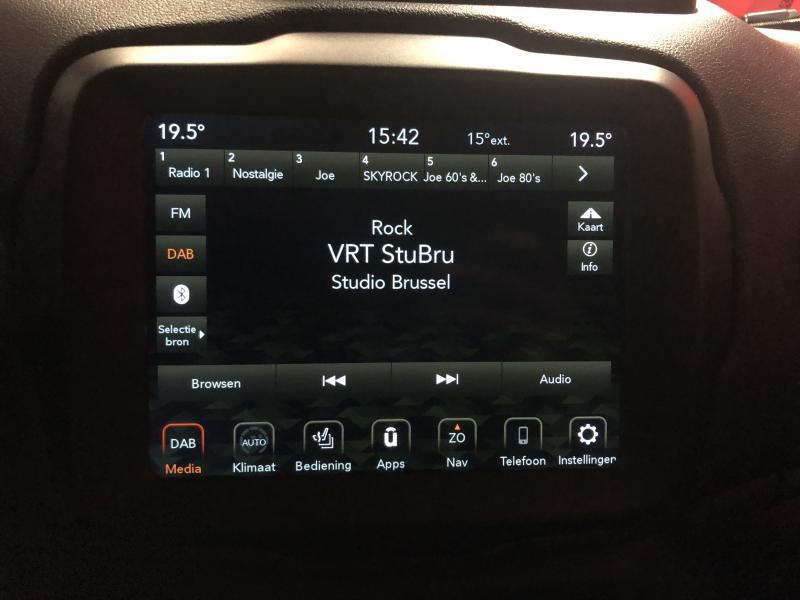 19.5° 15:42 15°ext. 19.5°
1 2 3 4 5 6
Radio 1 Nostalgie Joe SKYROCK Joe 60's &... Joe 80's
FM
DAB
Selectie
bron
Rock
VRT StuBru
Studio Brussel
Kaart
Info
Browsen Audio
DAB AUTO ZO
Media Klimaat Bediening Apps Nav Telefoon Instellingen